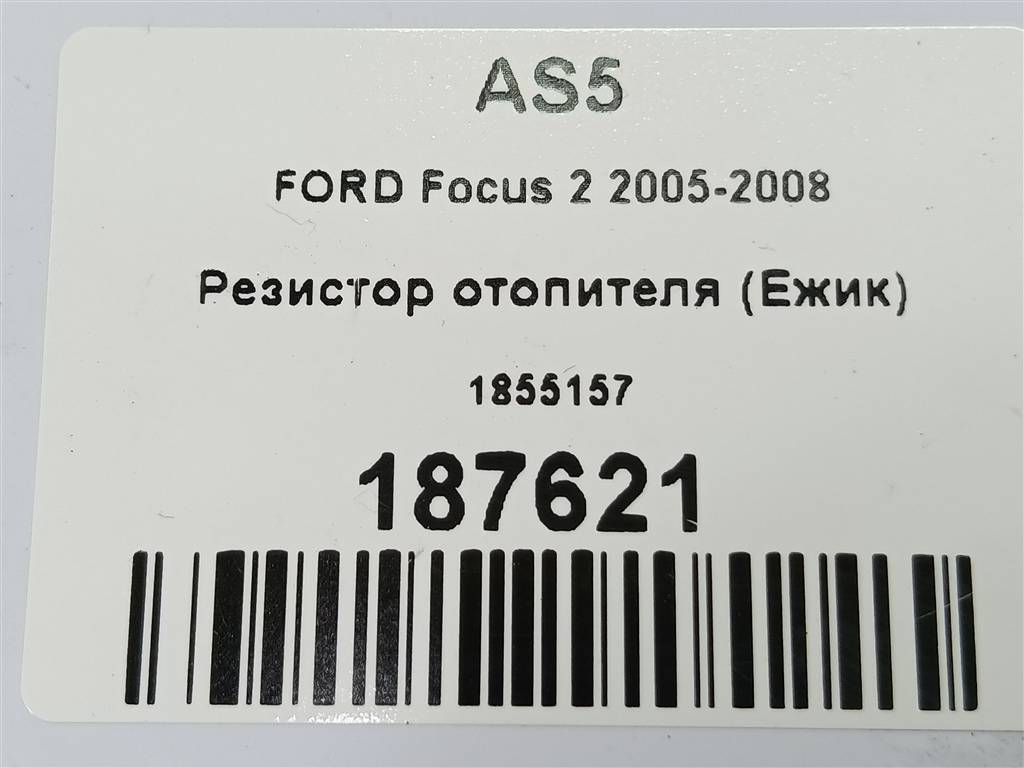 AS5
FORD Focus 2 2005-2008
Резистор отопителя (Ежик)
1855157
187621